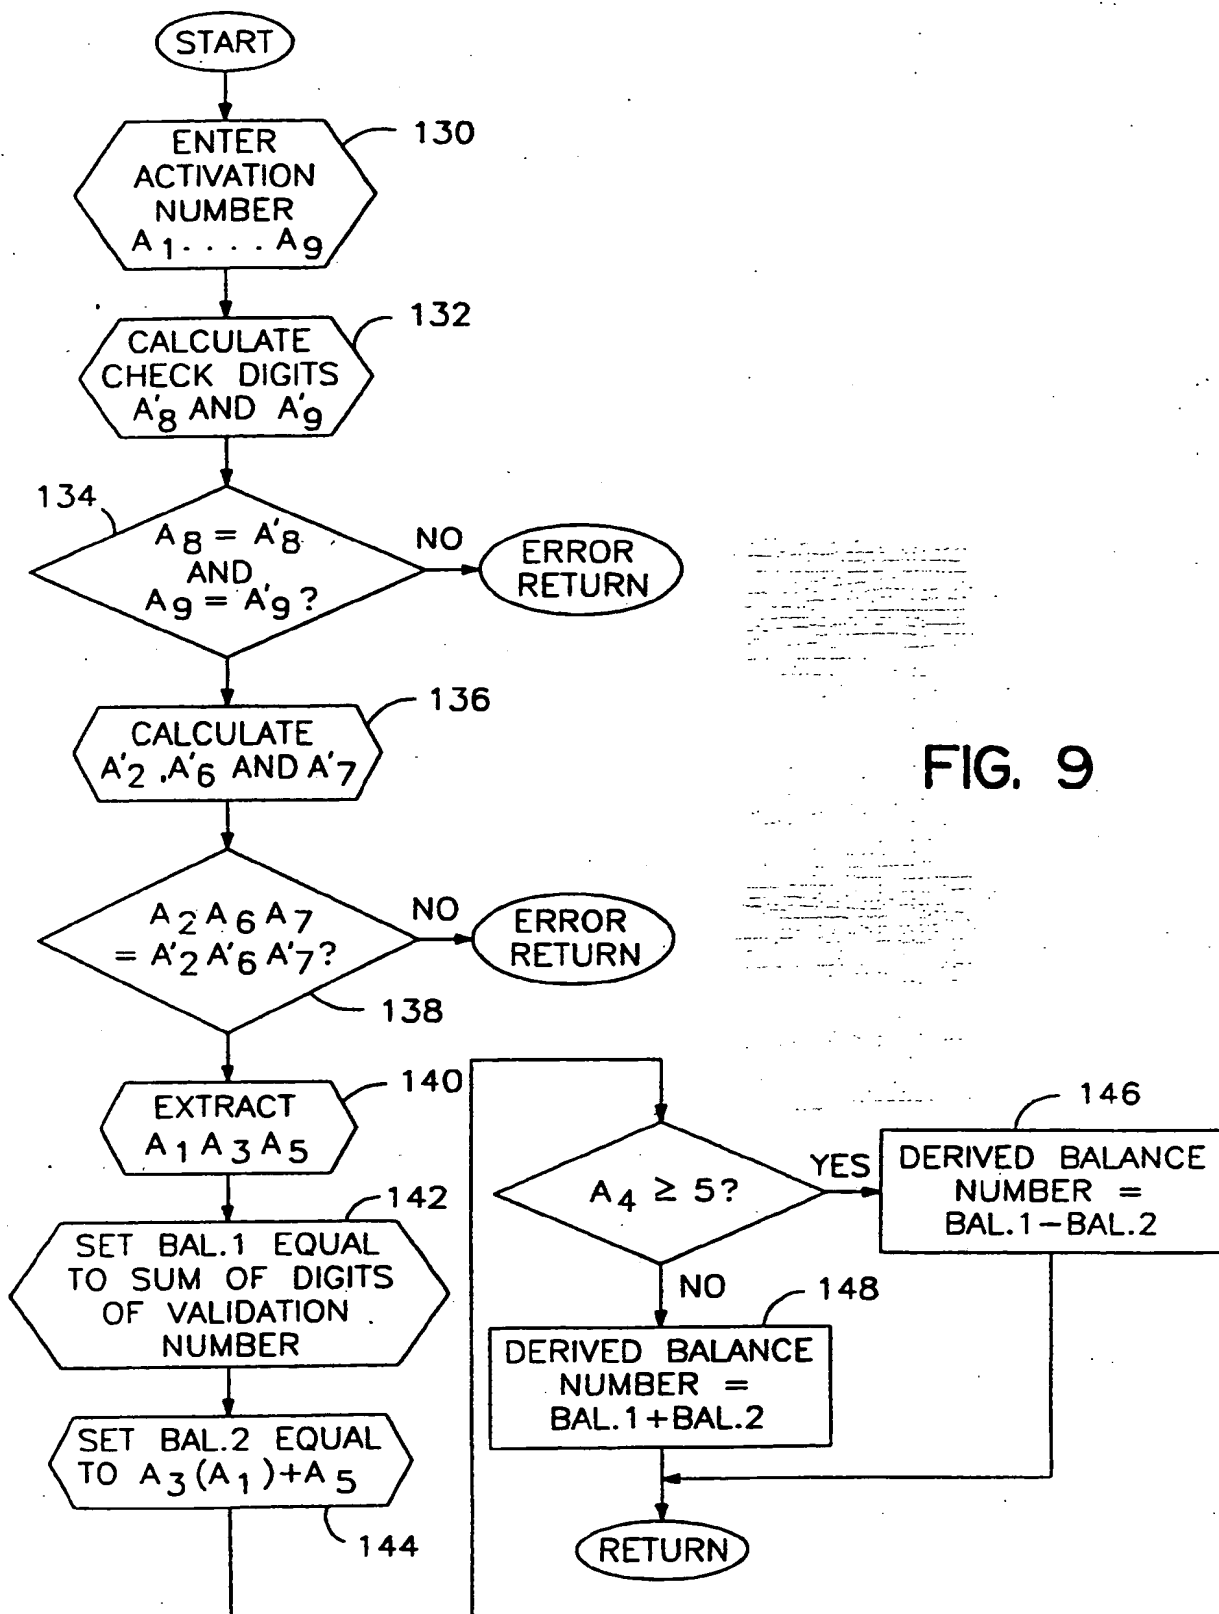 START
130
ENTER
ACTIVATION
NUMBER
A1. . . . A9
132
CALCULATE
CHECK DIGITS
A'8 AND A'9
134
A8 = A'8
AND
A9 = A'9?
NO
ERROR
RETURN
136
CALCULATE
A'2 ,A'6 AND A'7
FIG. 9
A2 A6 A7
= A'2 A'6 A'7?
NO
ERROR
RETURN
138
140
EXTRACT
A1 A3 A5
142
SET BAL.1 EQUAL
TO SUM OF DIGITS
OF VALIDATION
NUMBER
SET BAL.2 EQUAL
TO A3(A1)+A5
144
A4 ≥ 5?
YES
146
DERIVED BALANCE
NUMBER =
BAL.1-BAL.2
NO
148
DERIVED BALANCE
NUMBER =
BAL.1+BAL.2
RETURN